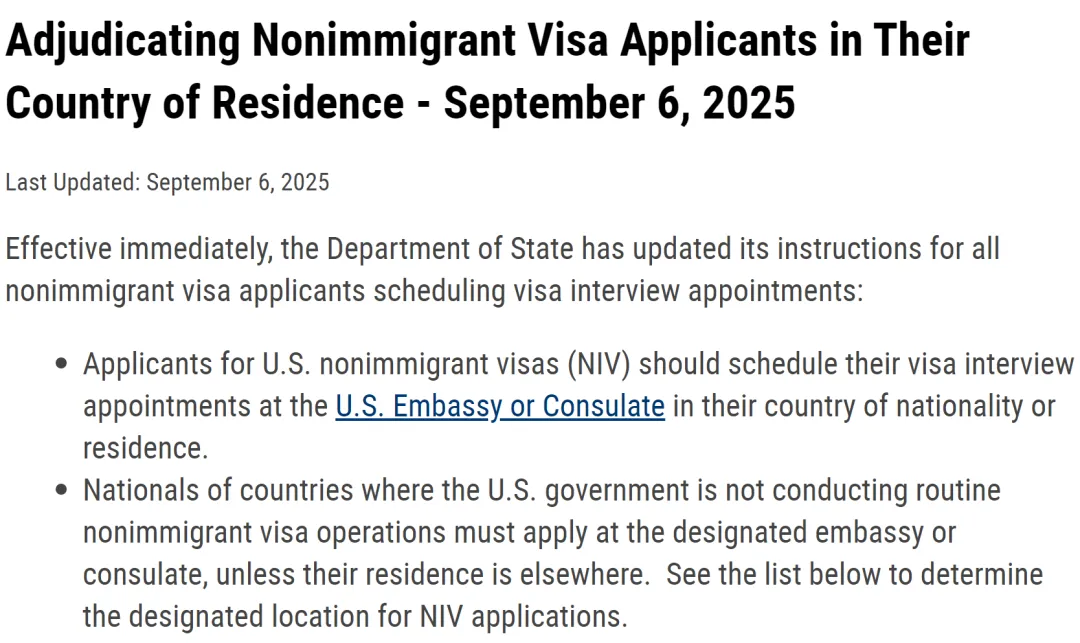 Adjudicating Nonimmigrant Visa Applicants in Their
Country of Residence - September 6, 2025
Last Updated: September 6, 2025
Effective immediately, the Department of State has updated its instructions for all
nonimmigrant visa applicants scheduling visa interview appointments:
• Applicants for U.S. nonimmigrant visas (NIV) should schedule their visa interview
appointments at the U.S. Embassy or Consulate in their country of nationality or
residence.
• Nationals of countries where the U.S. government is not conducting routine
nonimmigrant visa operations must apply at the designated embassy or
consulate, unless their residence is elsewhere.  See the list below to determine
the designated location for NIV applications.